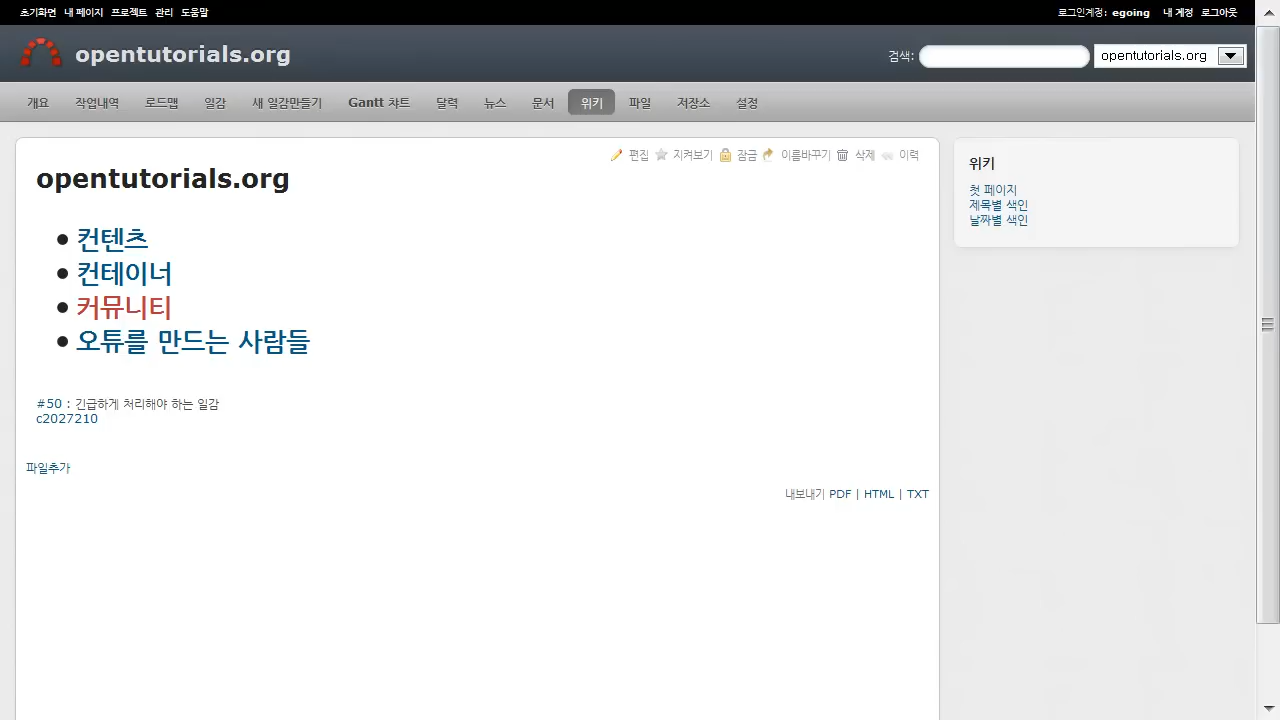 초기화면 내 페이지 프로젝트 관리 도움말
로그인계정: egoing 내 계정 로그아웃
opentutorials.org
검색: opentutorials.org
개요 작업내역 로드맵 일감 새 일감만들기 Gantt 챠트 달력 뉴스 문서 위키 파일 저장소 설정
편집 지켜보기 잠금 이름바꾸기 삭제 이력
opentutorials.org
컨텐츠
컨테이너
커뮤니티
오튜를 만드는 사람들
#50 : 긴급하게 처리해야 하는 일감
c2027210
파일추가
내보내기 PDF | HTML | TXT
위키
첫 페이지
제목별 색인
날짜별 색인